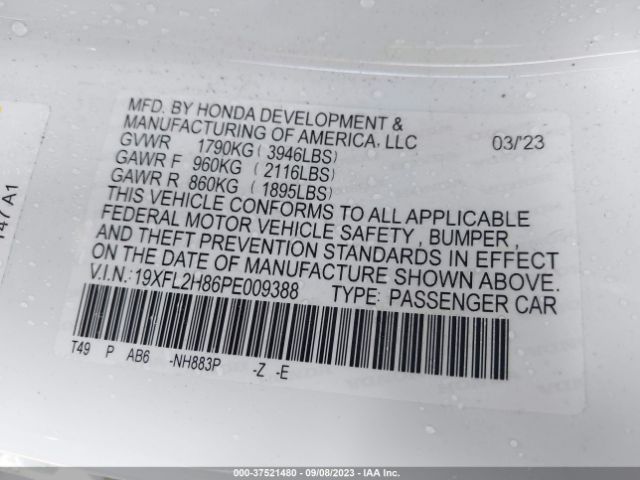 MFD. BY HONDA DEVELOPMENT &
MANUFACTURING OF AMERICA, LLC 03/'23
GVWR 1790KG ( 3946LBS)
GAWR F 960KG ( 2116LBS)
GAWR R 860KG ( 1895LBS)
THIS VEHICLE CONFORMS TO ALL APPLICABLE
FEDERAL MOTOR VEHICLE SAFETY , BUMPER ,
AND THEFT PREVENTION STANDARDS IN EFFECT
ON THE DATE OF MANUFACTURE SHOWN ABOVE.
V.I.N.:19XFL2H86PE009388 TYPE: PASSENGER CAR
T49 P AB6 -NH883P -Z -E
147 A1
000-37521480 - 09/08/2023 - IAA